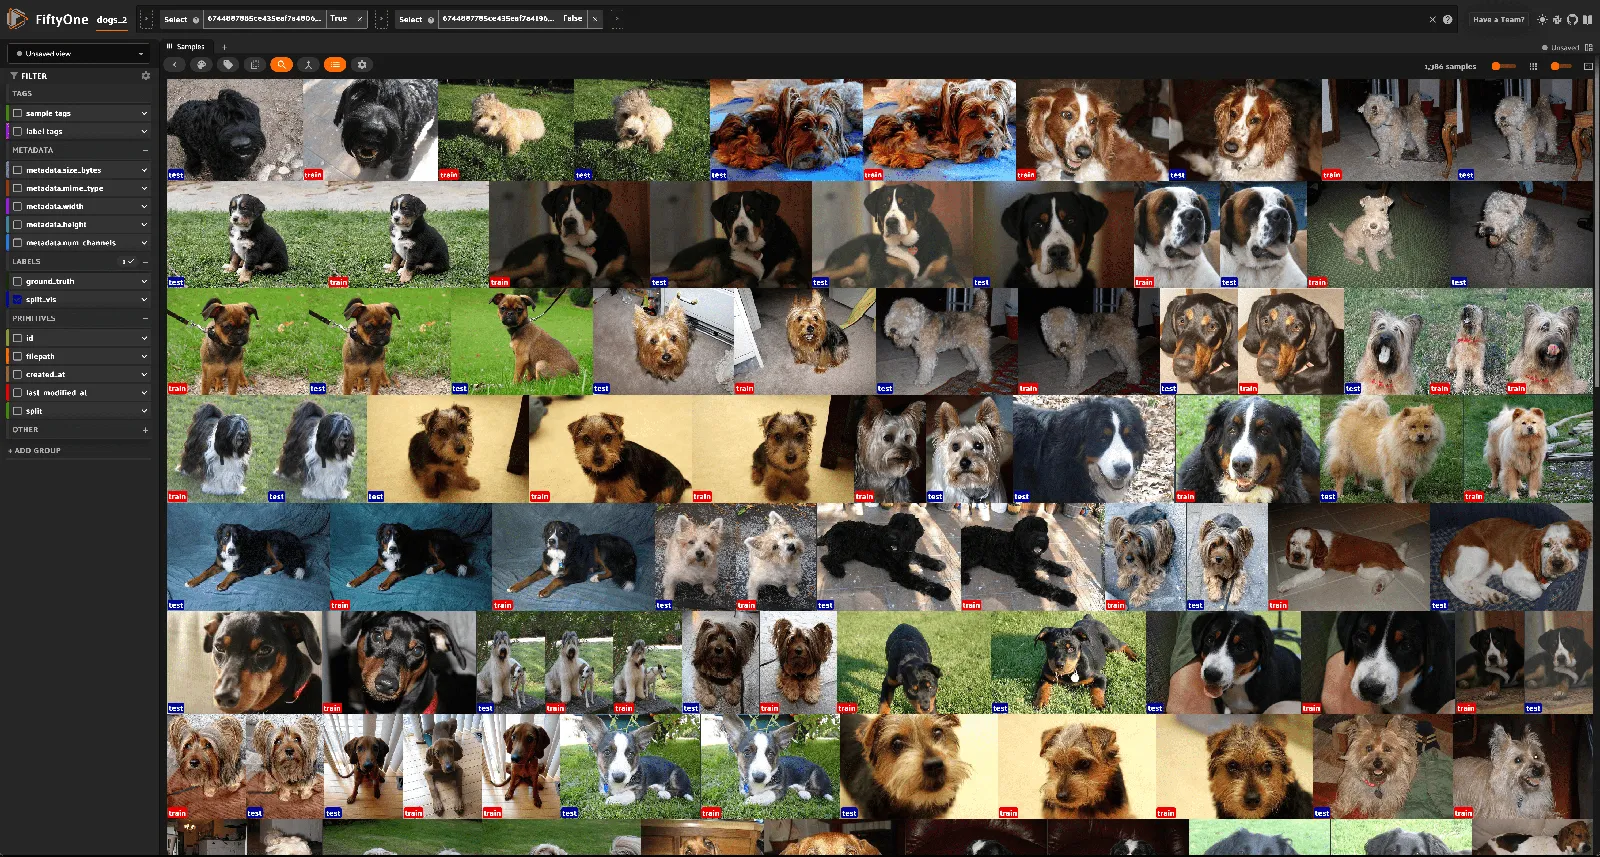 FiftyOne dogs_2 Select 6744887885ce435eaf7a4806... True Select 6744887785ce435eaf7a4196... False Have a Team?
Unsaved view
Samples +
Unsaved
1,386 samples
FILTER
TAGS
sample tags
label tags
METADATA
metadata.size_bytes
metadata.mime_type
metadata.width
metadata.height
metadata.num_channels
LABELS 1
ground_truth
split_vis
PRIMITIVES
id
filepath
created_at
last_modified_at
split
OTHER
+ ADD GROUP
test train train test test train train test train test
test train train test test test train test train test
train test test test train test train test train test train train
train test test train train train test test train test train
test train train test train test train train test train test
test train test train train test train train test test train train test
train test test train train test train test train train test train